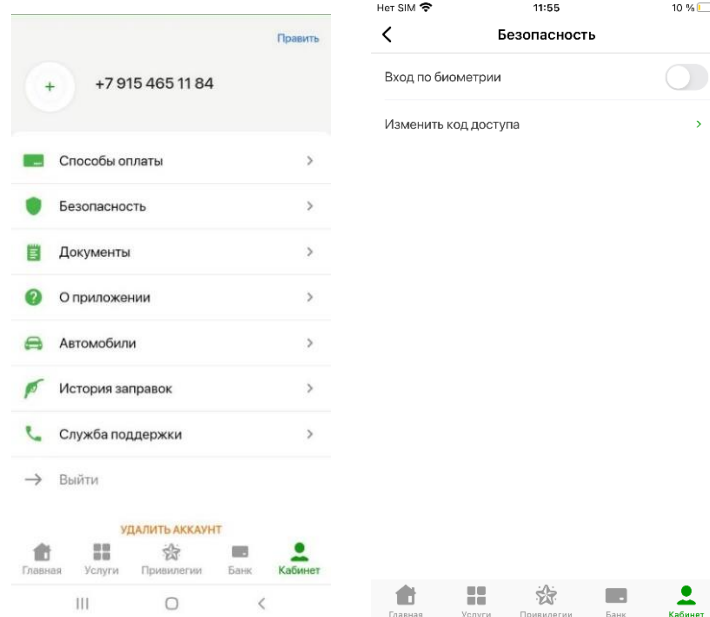 Править
+7 915 465 11 84
Способы оплаты
Безопасность
Документы
О приложении
Автомобили
История заправок
Служба поддержки
Выйти
УДАЛИТЬ АККАУНТ
Главная Услуги Привилегии Банк Кабинет
Нет SIM 11:55 10 %
Безопасность
Вход по биометрии
Изменить код доступа
Главная Услуги Привилегии Банк Кабинет